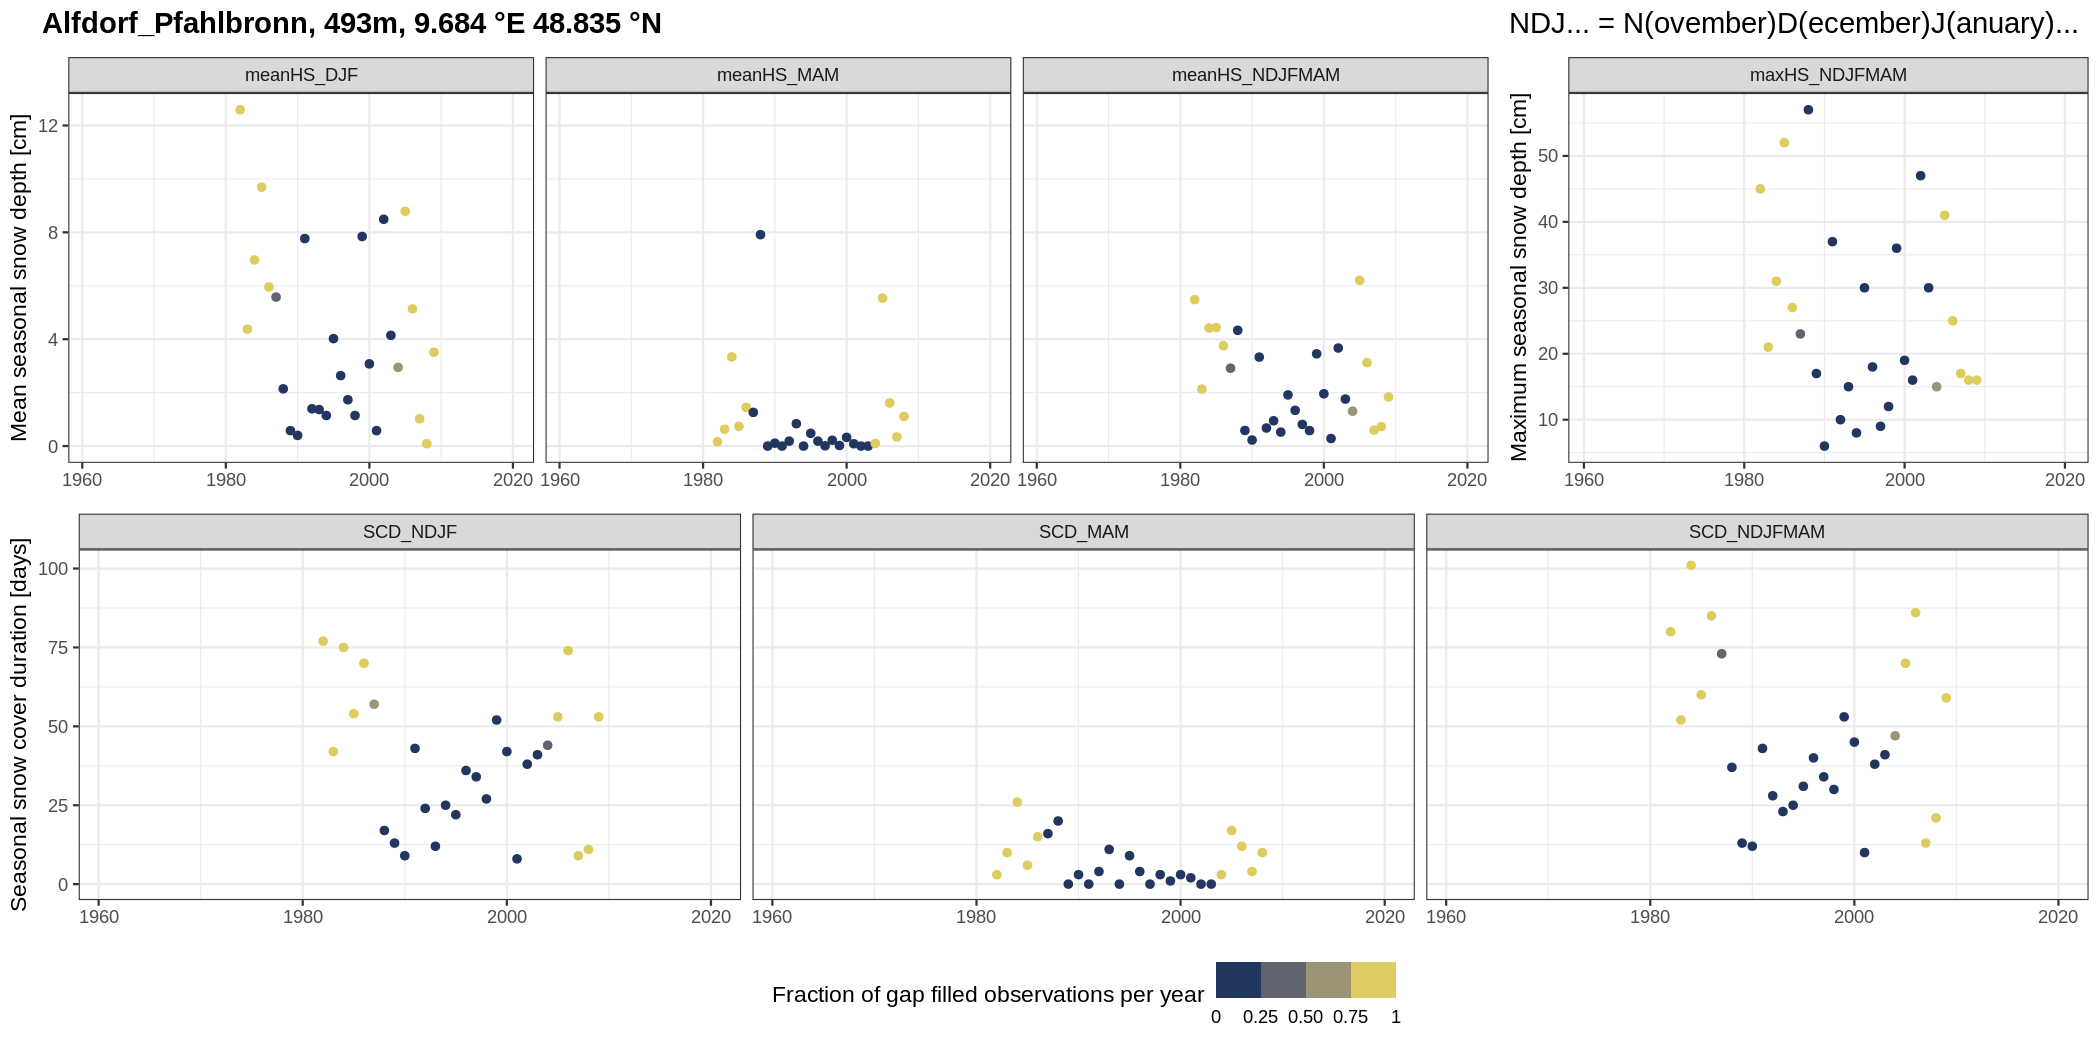 Alfdorf_Pfahlbronn, 493m, 9.684 °E 48.835 °N
NDJ... = N(ovember)D(ecember)J(anuary)...
meanHS_DJF
meanHS_MAM
meanHS_NDJFMAM
maxHS_NDJFMAM
Mean seasonal snow depth [cm]
12
8
4
0
1960 1980 2000 2020
1960 1980 2000 2020
1960 1980 2000 2020
Maximum seasonal snow depth [cm]
50
40
30
20
10
1960 1980 2000 2020
SCD_NDJF
SCD_MAM
SCD_NDJFMAM
Seasonal snow cover duration [days]
100
75
50
25
0
1960 1980 2000 2020
1960 1980 2000 2020
1960 1980 2000 2020
Fraction of gap filled observations per year
0 0.25 0.50 0.75 1